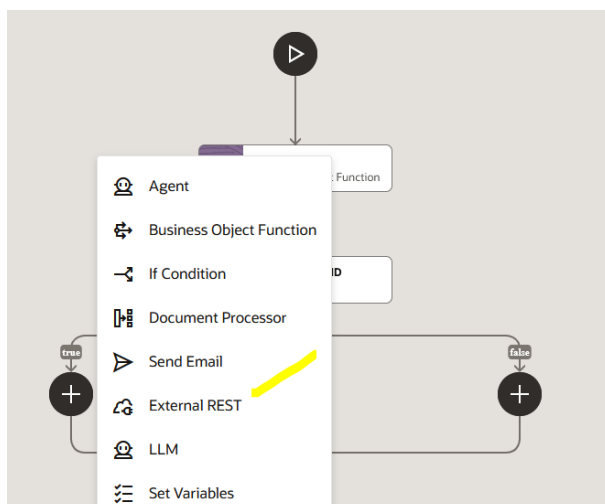 : Function
ID
Agent
Business Object Function
If Condition
Document Processor
true
false
Send Email
External REST
LLM
Set Variables